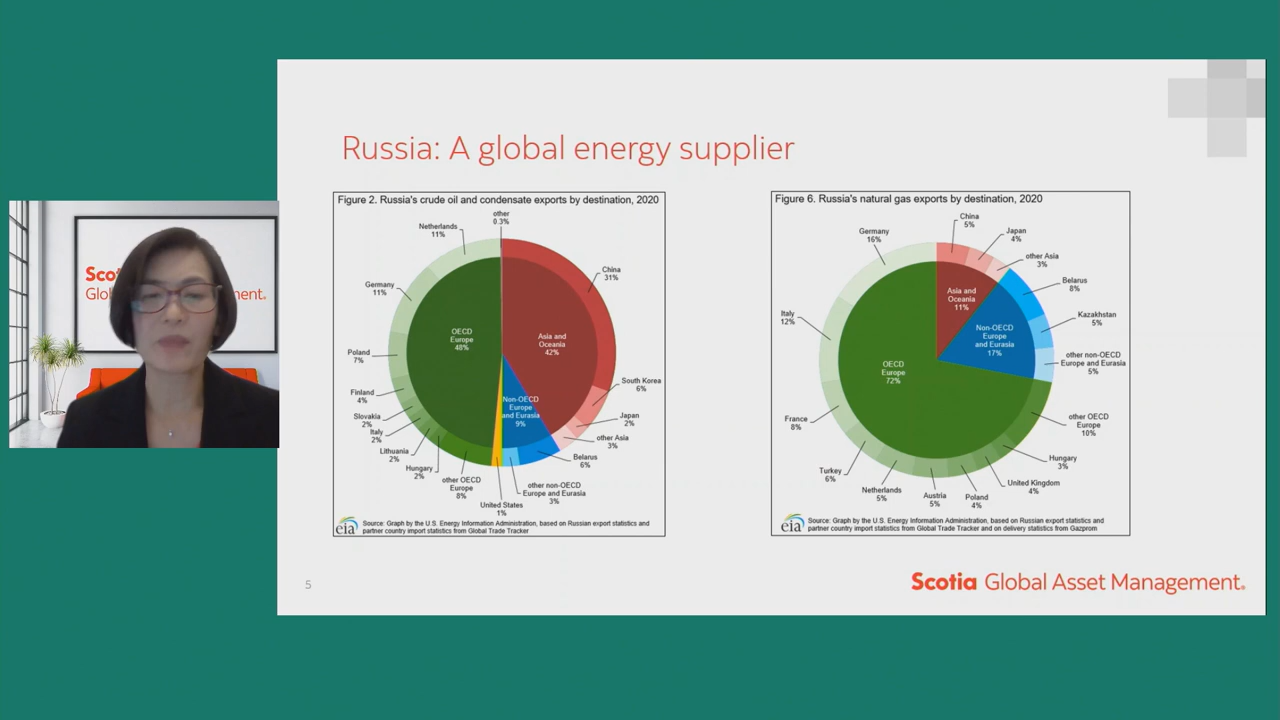 Russia: A global energy supplier
Figure 2. Russia's crude oil and condensate exports by destination, 2020
other
0.3%
Netherlands
11%
Germany
11%
China
31%
OECD
Europe
48%
Asia and
Oceania
42%
Poland
7%
Finland
4%
Slovakia
2%
Italy
2%
Lithuania
2%
Hungary
2%
other OECD
Europe
8%
United States
1%
Non-OECD
Europe
and Eurasia
9%
South Korea
6%
Japan
2%
other Asia
3%
Belarus
6%
other non-OECD
Europe and Eurasia
3%
eia
Source: Graph by the U.S. Energy Information Administration, based on Russian export statistics and
partner country import statistics from Global Trade Tracker
Figure 6. Russia's natural gas exports by destination, 2020
China
5%
Japan
4%
other Asia
3%
Germany
16%
Belarus
8%
Asia and
Oceania
11%
Kazakhstan
5%
Italy
12%
Non-OECD
Europe
and Eurasia
17%
other non-OECD
Europe and Eurasia
5%
OECD
Europe
72%
France
8%
other OECD
Europe
10%
Turkey
6%
Hungary
3%
Netherlands
5%
Austria
5%
Poland
4%
United Kingdom
4%
eia
Source: Graph by the U.S. Energy Information Administration, based on Russian export statistics and
partner country import statistics from Global Trade Tracker and on delivery statistics from Gazprom
5
Scotia Global Asset Management®